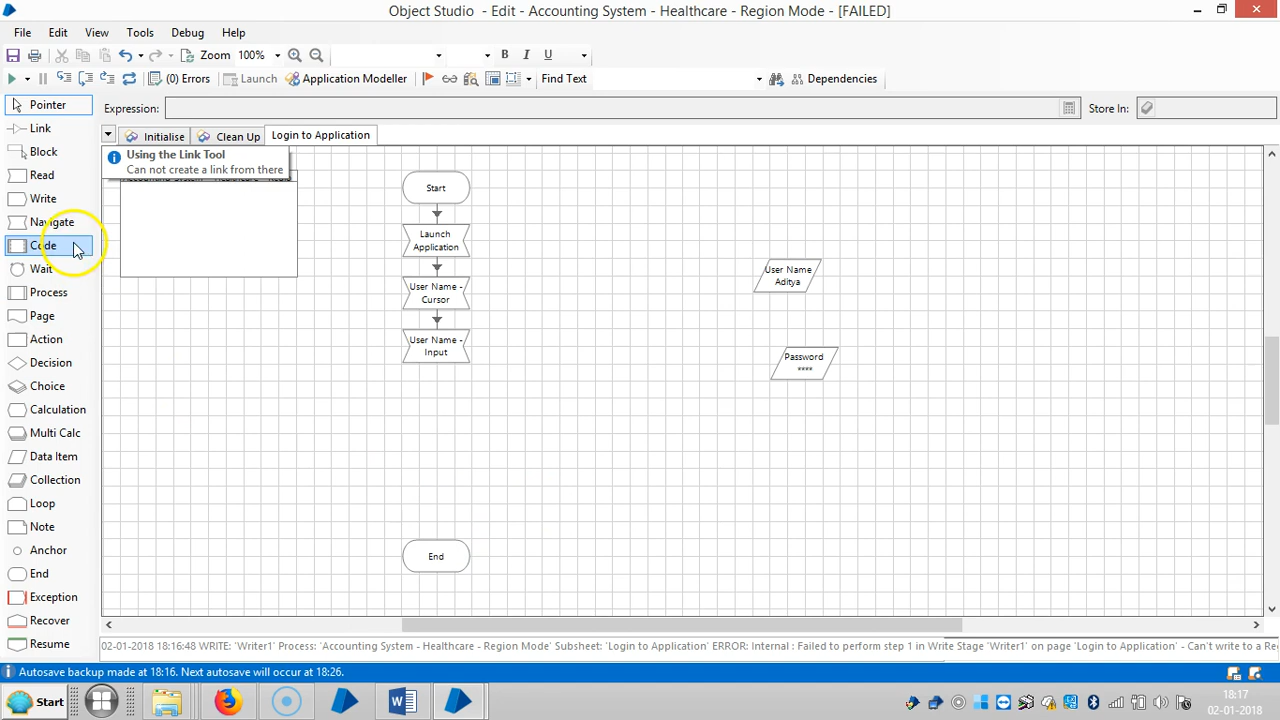 Object Studio - Edit - Accounting System - Healthcare - Region Mode - [FAILED]
File Edit View Tools Debug Help
Zoom 100% B I U
(0) Errors Launch Application Modeller Find Text Dependencies
Pointer
Expression: Store In:
Link
Initialise Clean Up Login to Application
Block
Using the Link Tool
Can not create a link from there
Read
Write
Navigate
Code
Wait
Process
Page
Action
Decision
Choice
Calculation
Multi Calc
Data Item
Collection
Loop
Note
Anchor
End
Exception
Recover
Resume
Start
Launch
Application
User Name -
Cursor
User Name -
Input
End
User Name
Aditya
Password
****
02-01-2018 18:16:48 WRITE: 'Writer1' Process: 'Accounting System - Healthcare - Region Mode' Subsheet: 'Login to Application' ERROR: Internal : Failed to perform step 1 in Write Stage 'Writer1' on page 'Login to Application' - Can't write to a Re
Autosave backup made at 18:16. Next autosave will occur at 18:26.
Start
18:17
02-01-2018